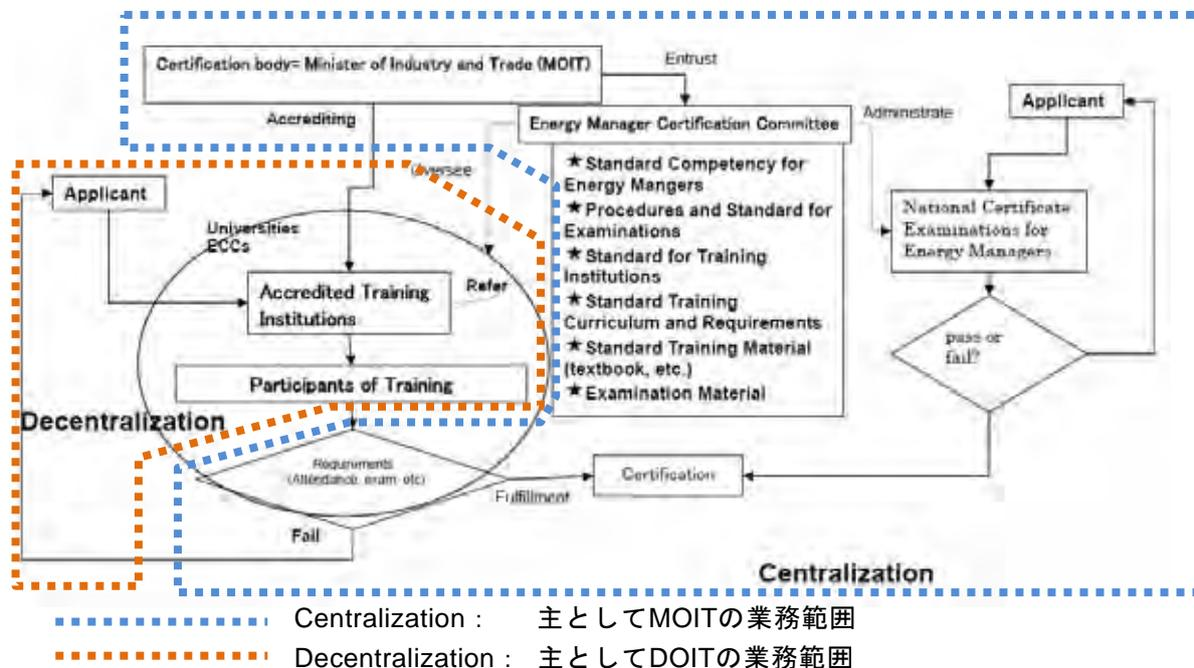 Certification body= Minister of Industry and Trade (MOIT)
Entrust
Accrediting
Energy Manager Certification Committee
Administrate
Applicant
Oversee
★Standard Competency for
Energy Mangers
★Procedures and Standard for
Examinations
★Standard for Training
Institutions
★Standard Training
Curriculum and Requirements
★Standard Training Material
(textbook, etc.)
★Examination Material
Applicant
Universities
ECCs
Accredited Training
Institutions
Refer
Participants of Training
National Certificate
Examinations for
Energy Managers
pass or
fail?
Decentralization
Requirements
(Attendance, exam etc)
Fulfillment
Certification
Fail
Centralization
Centralization : 主としてMOITの業務範囲
Decentralization : 主としてDOITの業務範囲